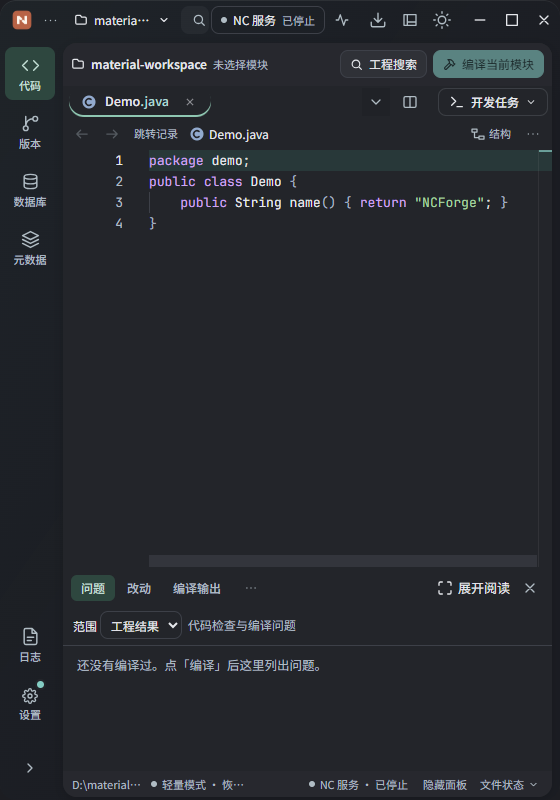 N ··· materia··· NC 服务 已停止
代码
版本
数据库
元数据
日志
设置
material-workspace 未选择模块 工程搜索 编译当前模块
C Demo.java × 开发任务
跳转记录 C Demo.java 结构 ···
1 package demo;
2 public class Demo {
3 public String name() { return "NCForge"; }
4 }
问题 改动 编译输出 ··· 展开阅读
范围 工程结果 代码检查与编译问题
还没有编译过。点「编译」后这里列出问题。
D:\material··· 轻量模式 · 恢··· NC 服务 · 已停止 隐藏面板 文件状态